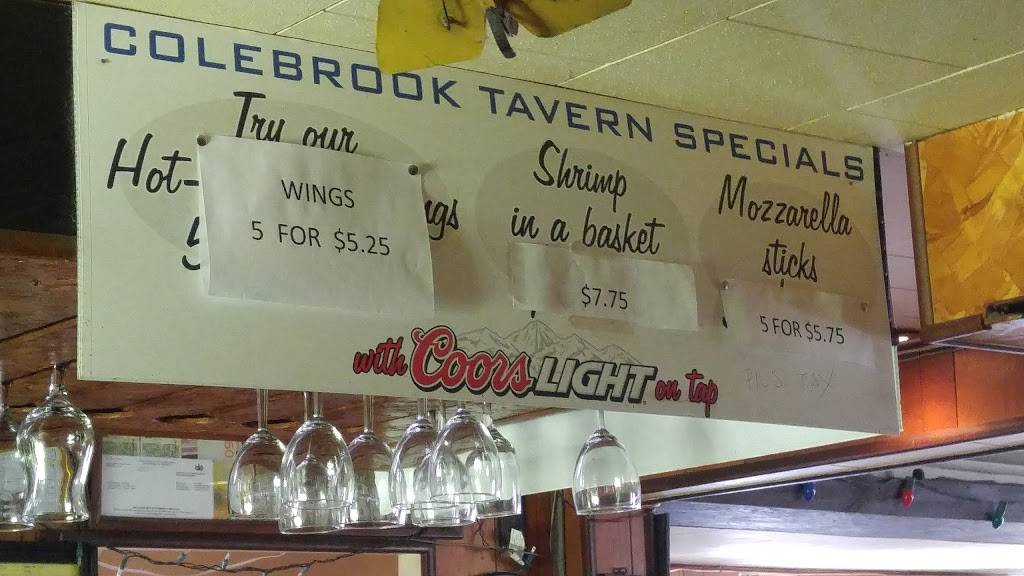 COLEBROOK TAVERN SPECIALS
Try our
Hot-
WINGS
5 FOR $5.25
Shrimp
in a basket
$7.75
Mozzarella
sticks
5 FOR $5.75
PLUS TAX
with Coors LIGHT on tap